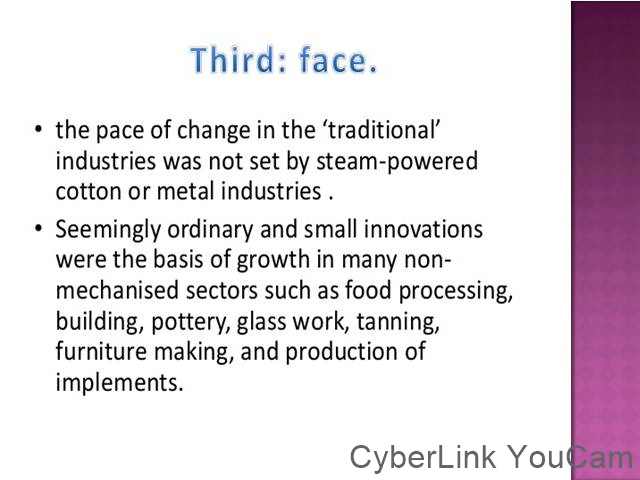 Third: face.
• the pace of change in the ‘traditional’
industries was not set by steam-powered
cotton or metal industries .
• Seemingly ordinary and small innovations
were the basis of growth in many non-
mechanised sectors such as food processing,
building, pottery, glass work, tanning,
furniture making, and production of
implements.
CyberLink YouCam